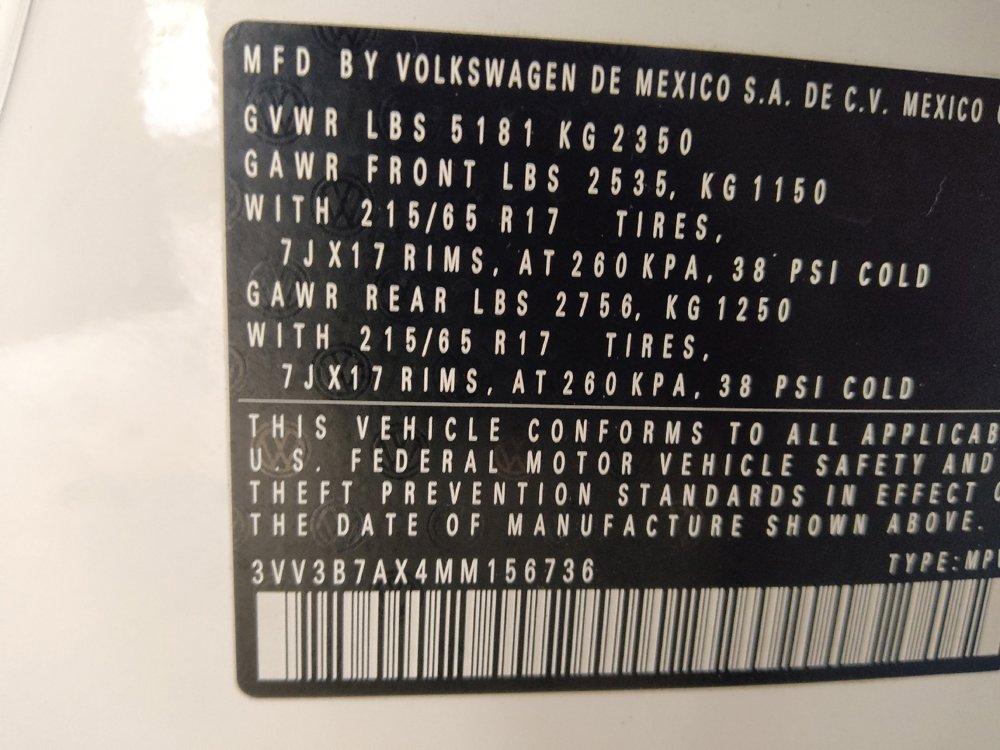 MFD BY VOLKSWAGEN DE MEXICO S.A. DE C.V. MEXICO
GVWR LBS 5181 KG 2350
GAWR FRONT LBS 2535, KG 1150
WITH 215/65 R17 TIRES,
7JX17 RIMS, AT 260 KPA, 38 PSI COLD
GAWR REAR LBS 2756, KG 1250
WITH 215/65 R17 TIRES,
7JX17 RIMS, AT 260 KPA, 38 PSI COLD
THIS VEHICLE CONFORMS TO ALL APPLICAB
U.S. FEDERAL MOTOR VEHICLE SAFETY AND
THEFT PREVENTION STANDARDS IN EFFECT
THE DATE OF MANUFACTURE SHOWN ABOVE.
TYPE:MP
3VV3B7AX4MM156736